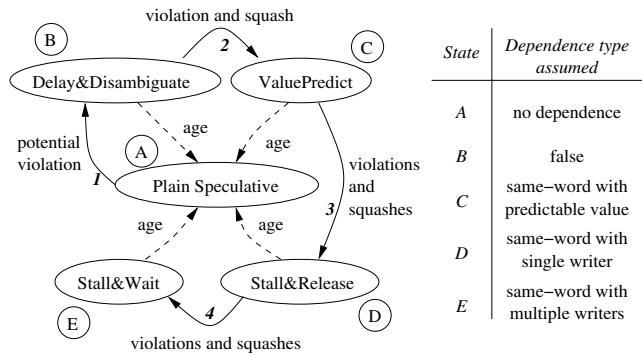 violation and squash
B
2
C
Delay&Disambiguate
ValuePredict
age
age
potential
violation
1
A
Plain Speculative
violations
and
squashes
3
age
age
Stall&Wait
Stall&Release
4
E
D
violations and squashes
State
Dependence type
assumed
A
no dependence
B
false
C
same−word with
predictable value
D
same−word with
single writer
E
same−word with
multiple writers